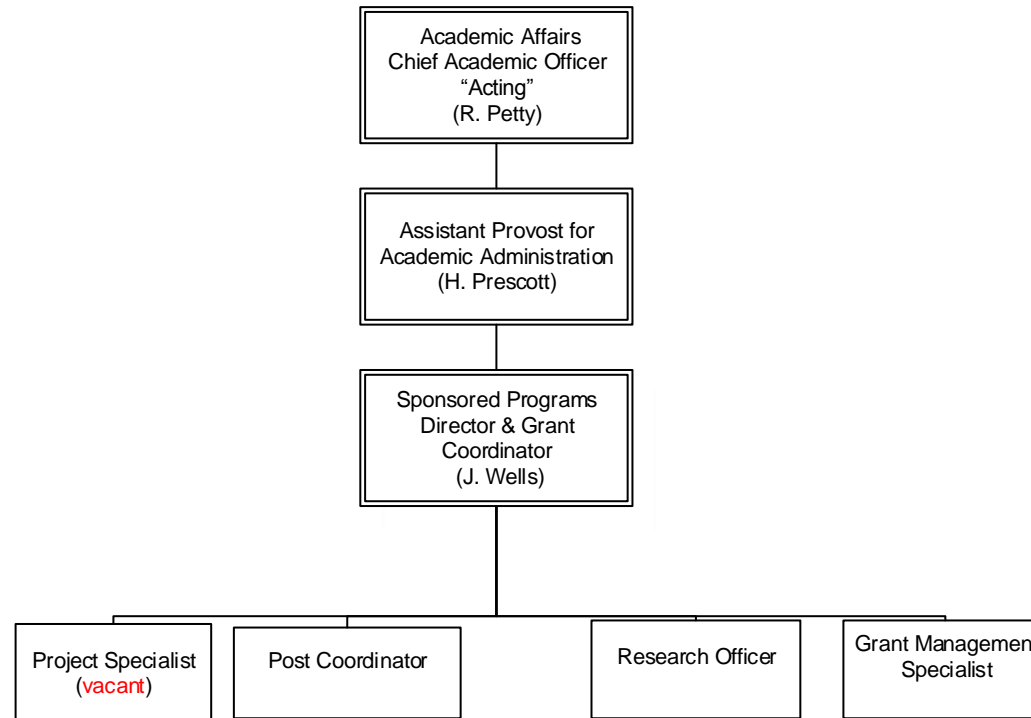 Academic Affairs
Chief Academic Officer
“Acting”
(R. Petty)
Assistant Provost for
Academic Administration
(H. Prescott)
Sponsored Programs
Director & Grant
Coordinator
(J. Wells)
Project Specialist
(vacant)
Post Coordinator
Research Officer
Grant Managemen
Specialist